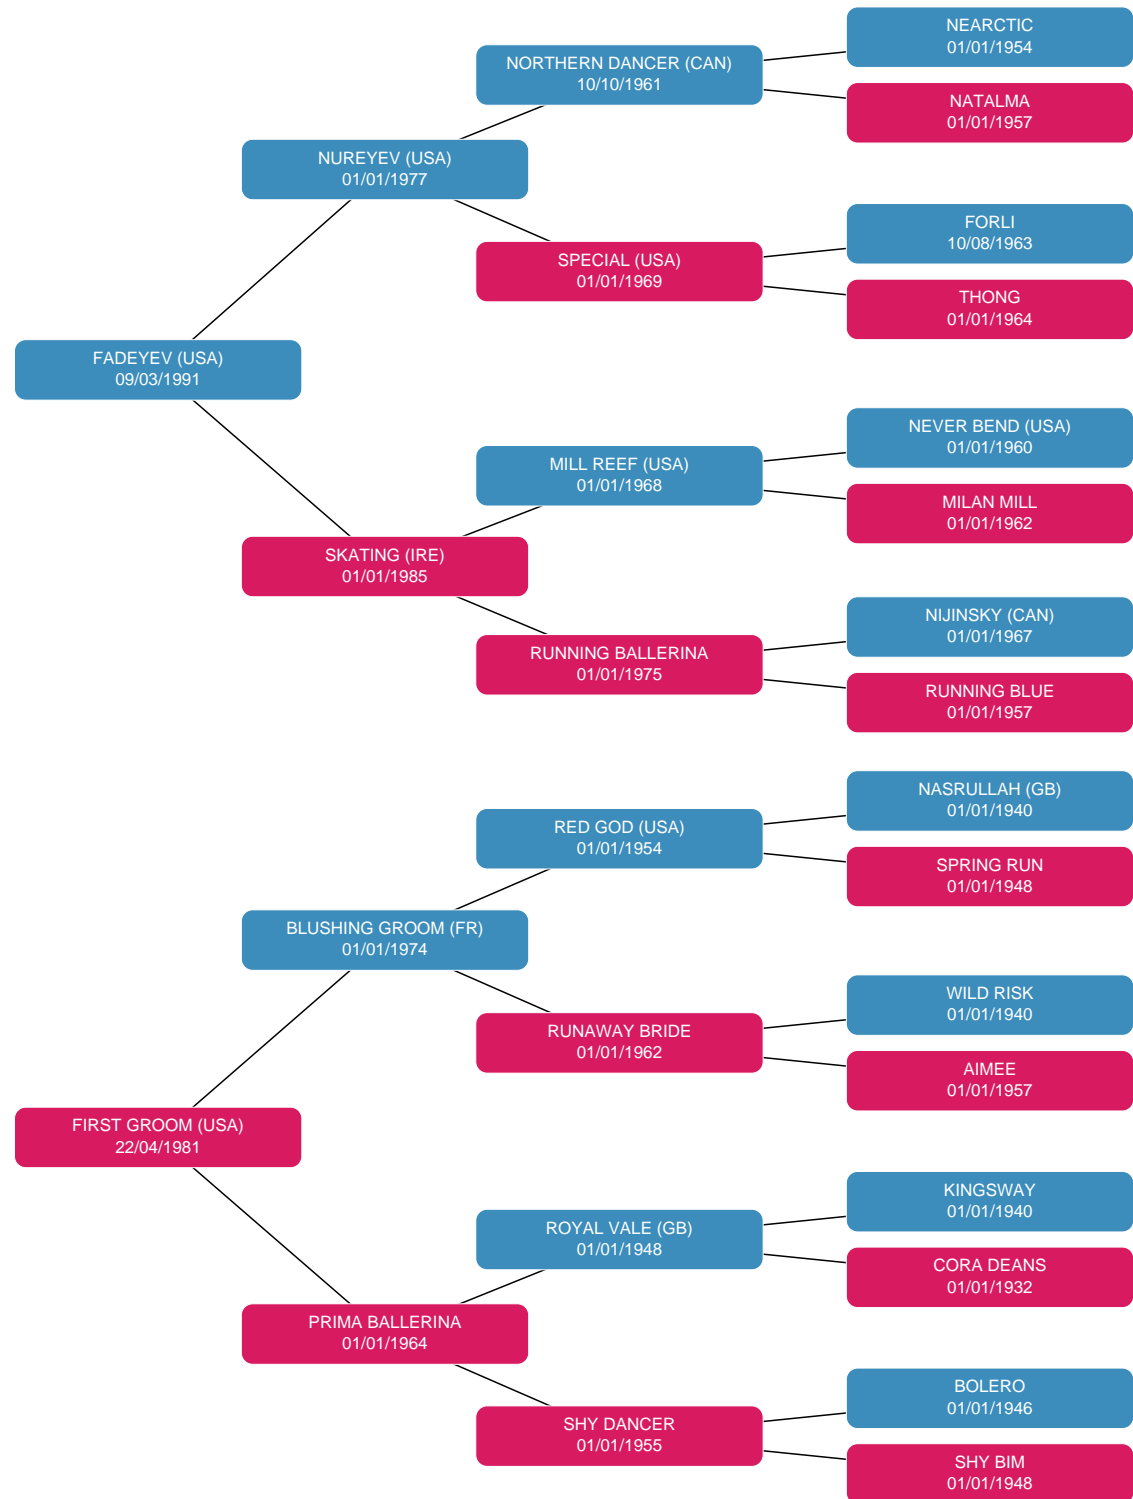 NEARCTIC
01/01/1954
NORTHERN DANCER (CAN)
10/10/1961
NATALMA
01/01/1957
NUREYEV (USA)
01/01/1977
FORLI
10/08/1963
SPECIAL (USA)
01/01/1969
THONG
01/01/1964
FADEYEV (USA)
09/03/1991
NEVER BEND (USA)
01/01/1960
MILL REEF (USA)
01/01/1968
MILAN MILL
01/01/1962
SKATING (IRE)
01/01/1985
NIJINSKY (CAN)
01/01/1967
RUNNING BALLERINA
01/01/1975
RUNNING BLUE
01/01/1957
NASRULLAH (GB)
01/01/1940
RED GOD (USA)
01/01/1954
SPRING RUN
01/01/1948
BLUSHING GROOM (FR)
01/01/1974
WILD RISK
01/01/1940
RUNAWAY BRIDE
01/01/1962
AIMEE
01/01/1957
FIRST GROOM (USA)
22/04/1981
KINGSWAY
01/01/1940
ROYAL VALE (GB)
01/01/1948
CORA DEANS
01/01/1932
PRIMA BALLERINA
01/01/1964
BOLERO
01/01/1946
SHY DANCER
01/01/1955
SHY BIM
01/01/1948